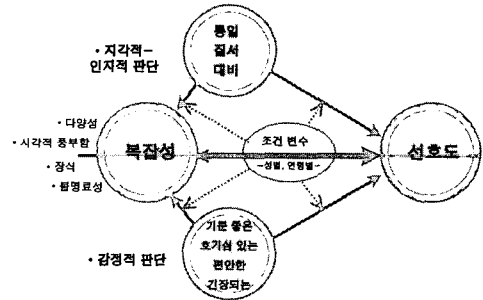 통일
질서
대비
• 지각적–
인지적 판단
• 다양성
• 시각적 풍부함
• 장식
• 불명료성
복잡성
조건 변수
–성별, 연령별–
선호도
• 감정적 판단
기분 좋은
호기심 있는
편안한
긴장되는